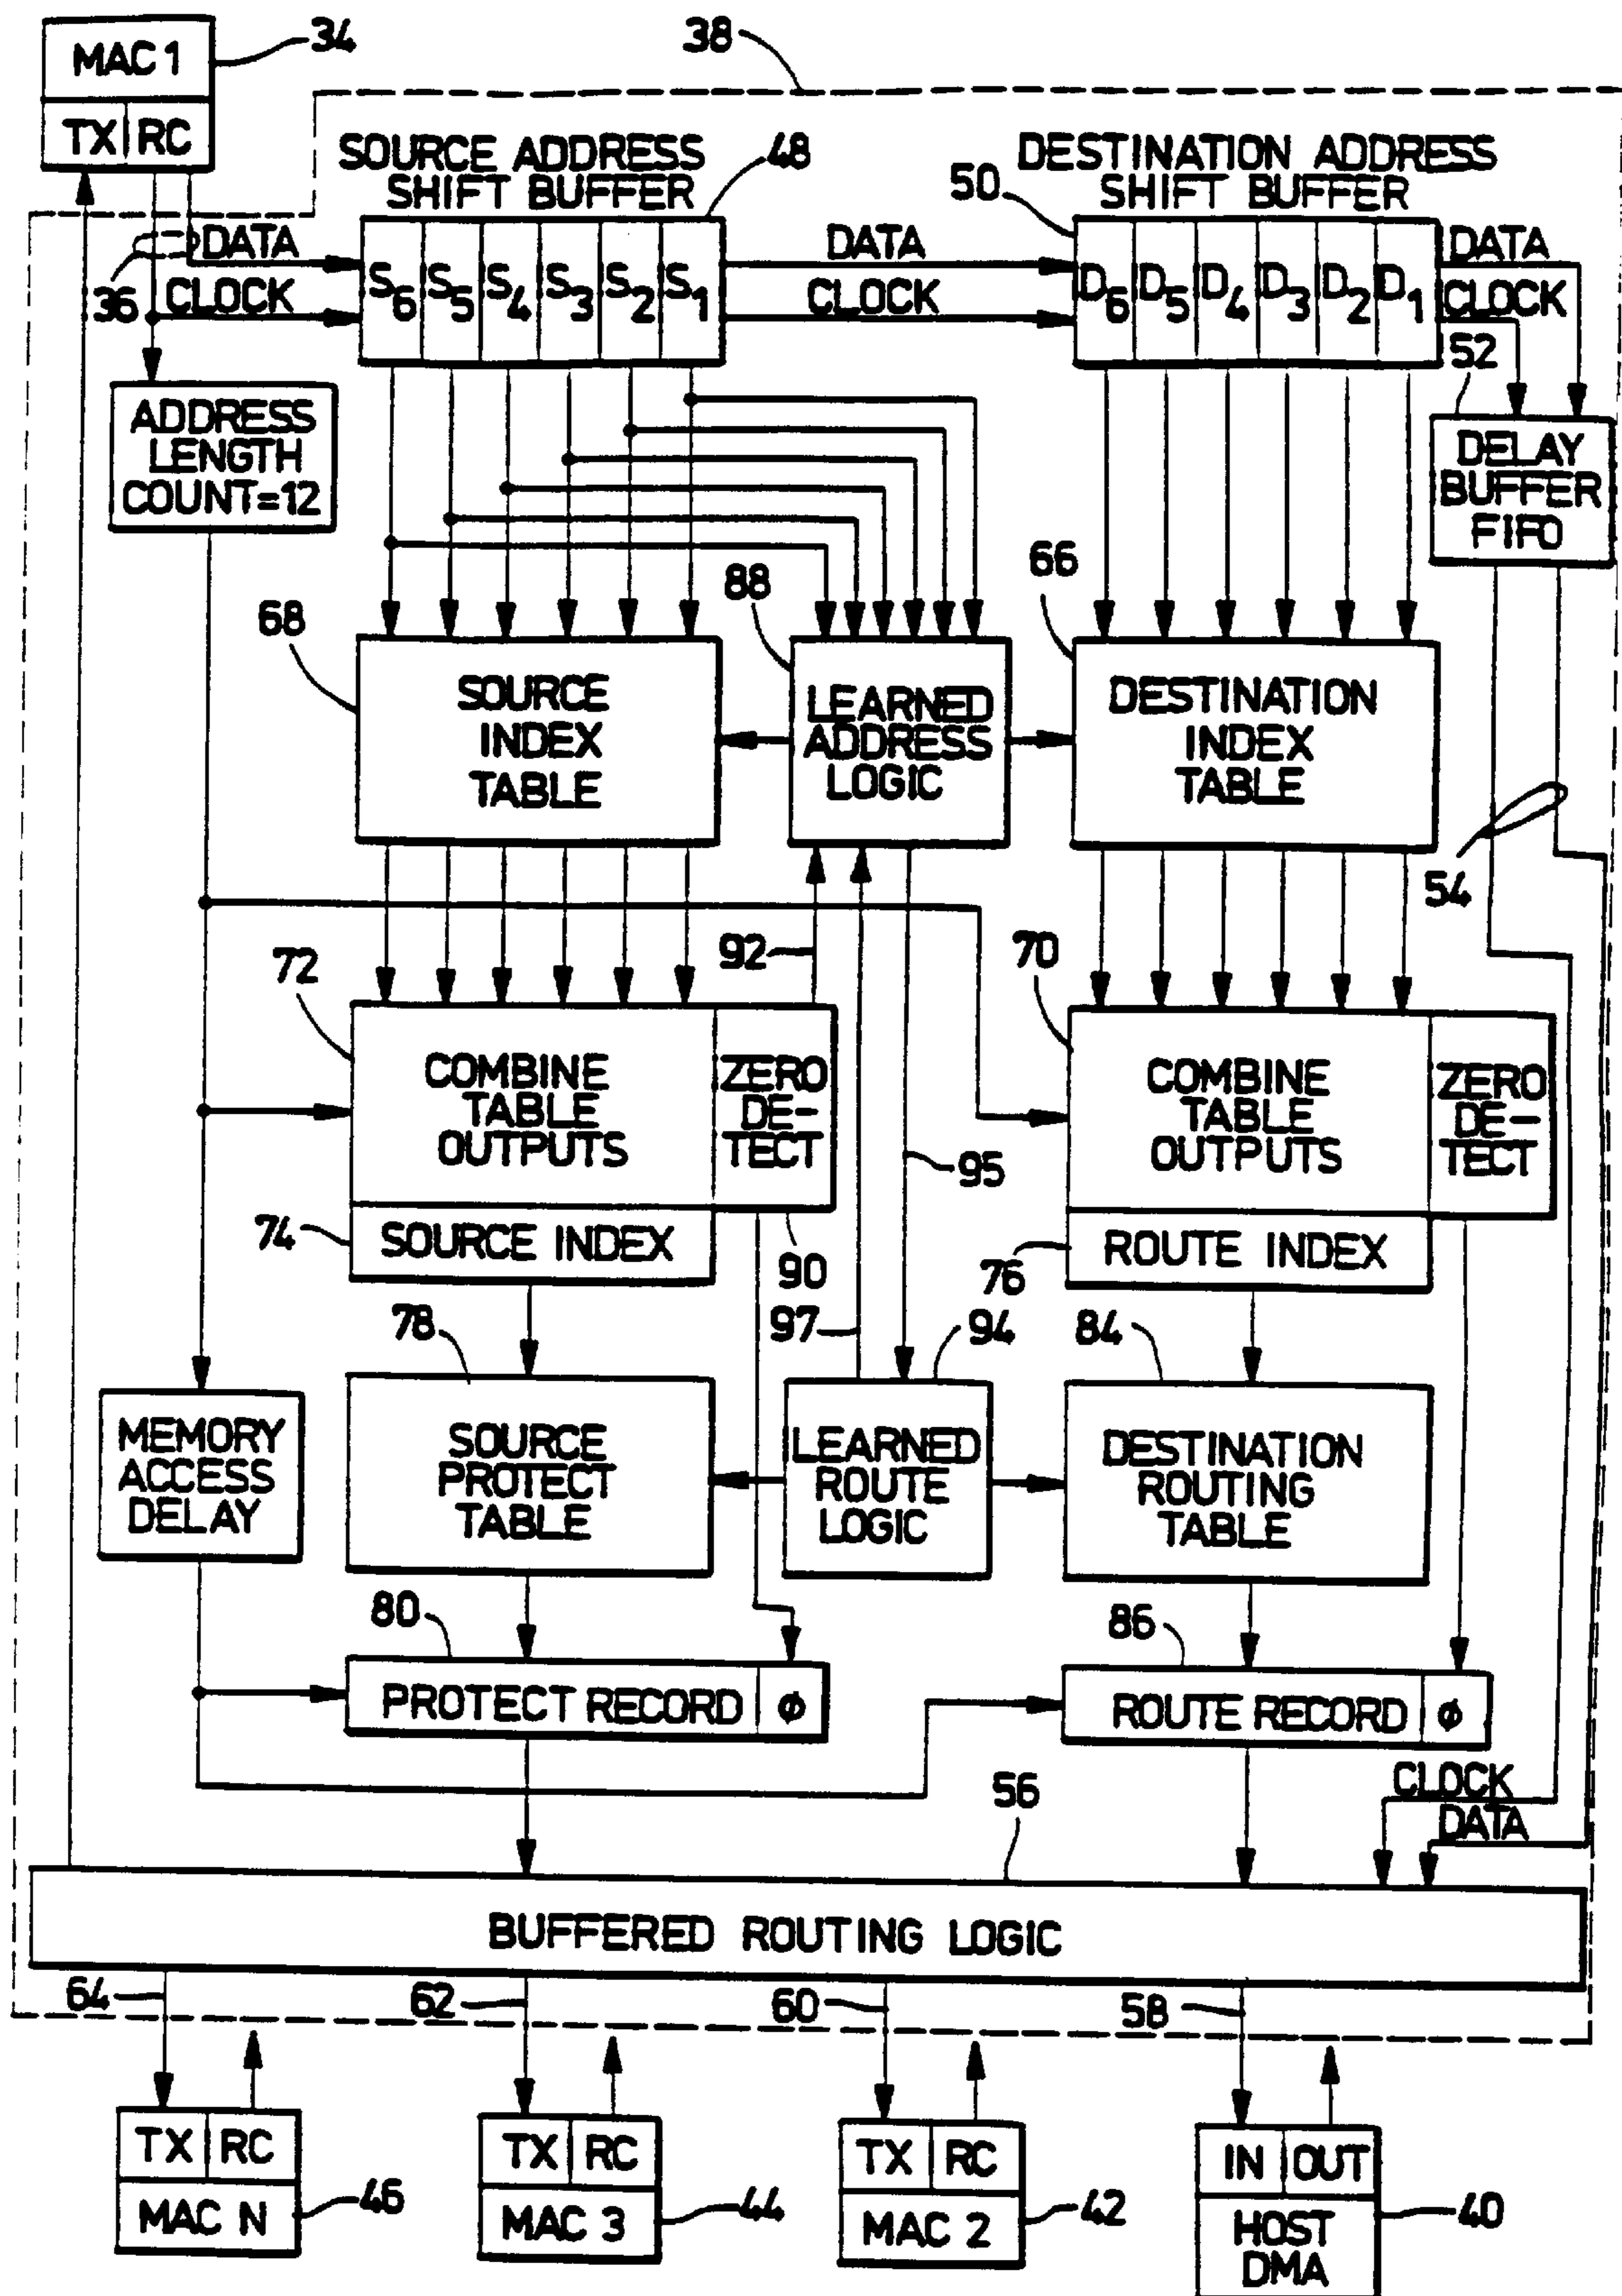 MAC 1
34
38
TX RC
SOURCE ADDRESS
SHIFT BUFFER
48
DESTINATION ADDRESS
SHIFT BUFFER
50
DATA
CLOCK
36
S6 S5 S4 S3 S2 S1
DATA
CLOCK
D6 D5 D4 D3 D2 D1
DATA
CLOCK
52
ADDRESS
LENGTH
COUNT=12
DELAY
BUFFER
FIFO
68
88
66
SOURCE
INDEX
TABLE
LEARNED
ADDRESS
LOGIC
DESTINATION
INDEX
TABLE
54
72
92
70
COMBINE
TABLE
OUTPUTS
ZERO
DE-
TECT
95
COMBINE
TABLE
OUTPUTS
ZERO
DE-
TECT
74
SOURCE INDEX
90
76
ROUTE INDEX
78
97
94
84
MEMORY
ACCESS
DELAY
SOURCE
PROTECT
TABLE
LEARNED
ROUTE
LOGIC
DESTINATION
ROUTING
TABLE
80
86
PROTECT RECORD φ
ROUTE RECORD φ
56
CLOCK
DATA
BUFFERED ROUTING LOGIC
64
62
60
58
TX RC
MAC N
46
TX RC
MAC 3
44
TX RC
MAC 2
42
IN OUT
HOST
DMA
40